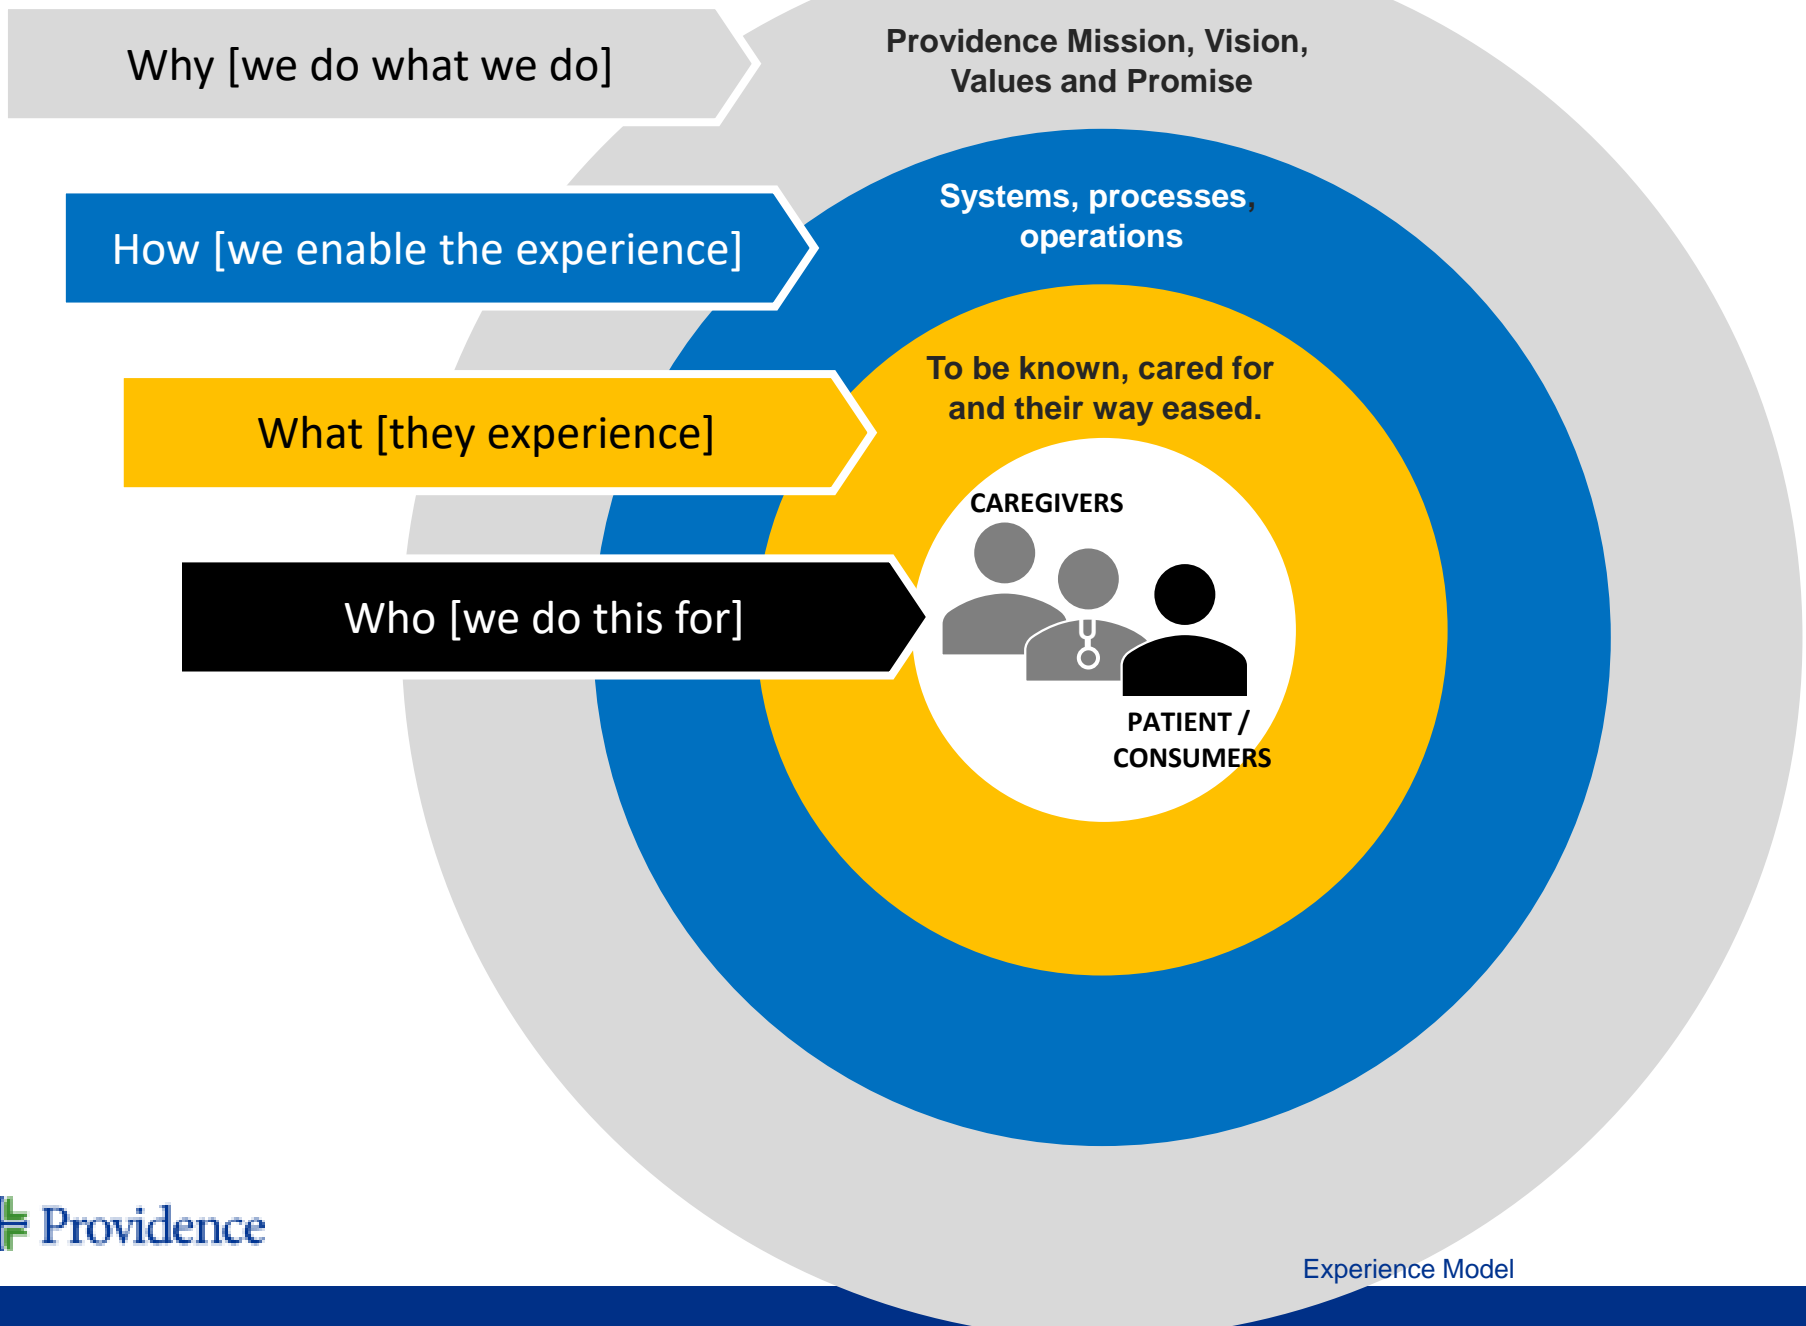 Why [we do what we do]
Providence Mission, Vision,
Values and Promise
How [we enable the experience]
Systems, processes,
operations
What [they experience]
To be known, cared for
and their way eased.
Who [we do this for]
CAREGIVERS
PATIENT /
CONSUMERS
Providence
Experience Model